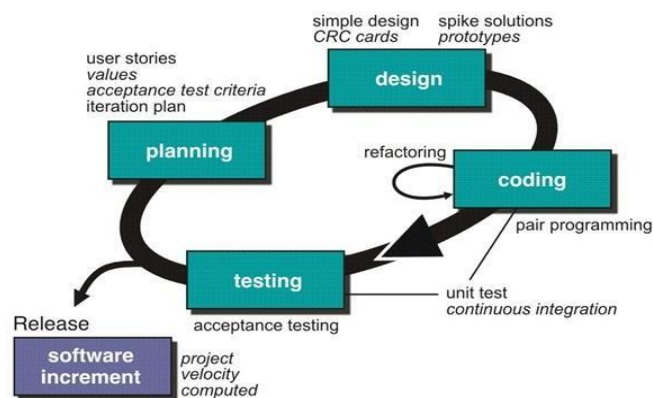 simple design
CRC cards
spike solutions
prototypes
user stories
values
acceptance test criteria
iteration plan
design
planning
refactoring
coding
pair programming
testing
unit test
continuous integration
acceptance testing
Release
software
increment
project
velocity
computed